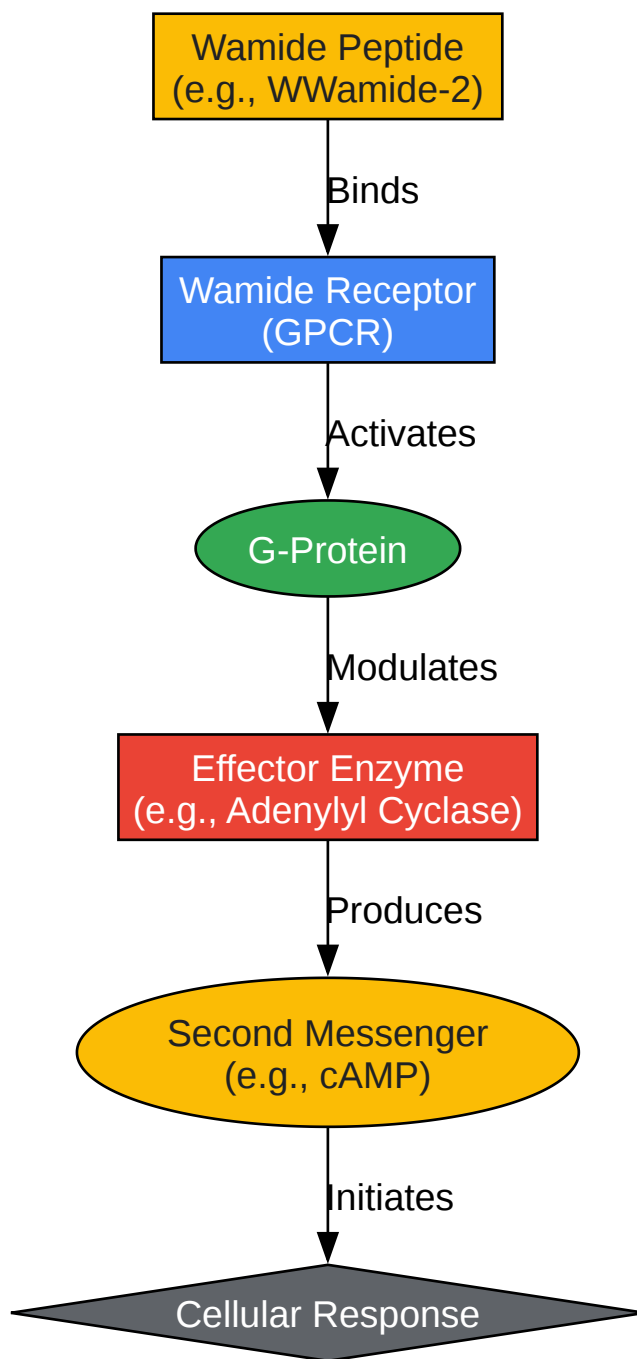 Wamide Peptide
(e.g., WWamide-2)
Binds
Wamide Receptor
(GPCR)
Activates
G-Protein
Modulates
Effector Enzyme
(e.g., Adenylyl Cyclase)
Produces
Second Messenger
(e.g., cAMP)
Initiates
Cellular Response